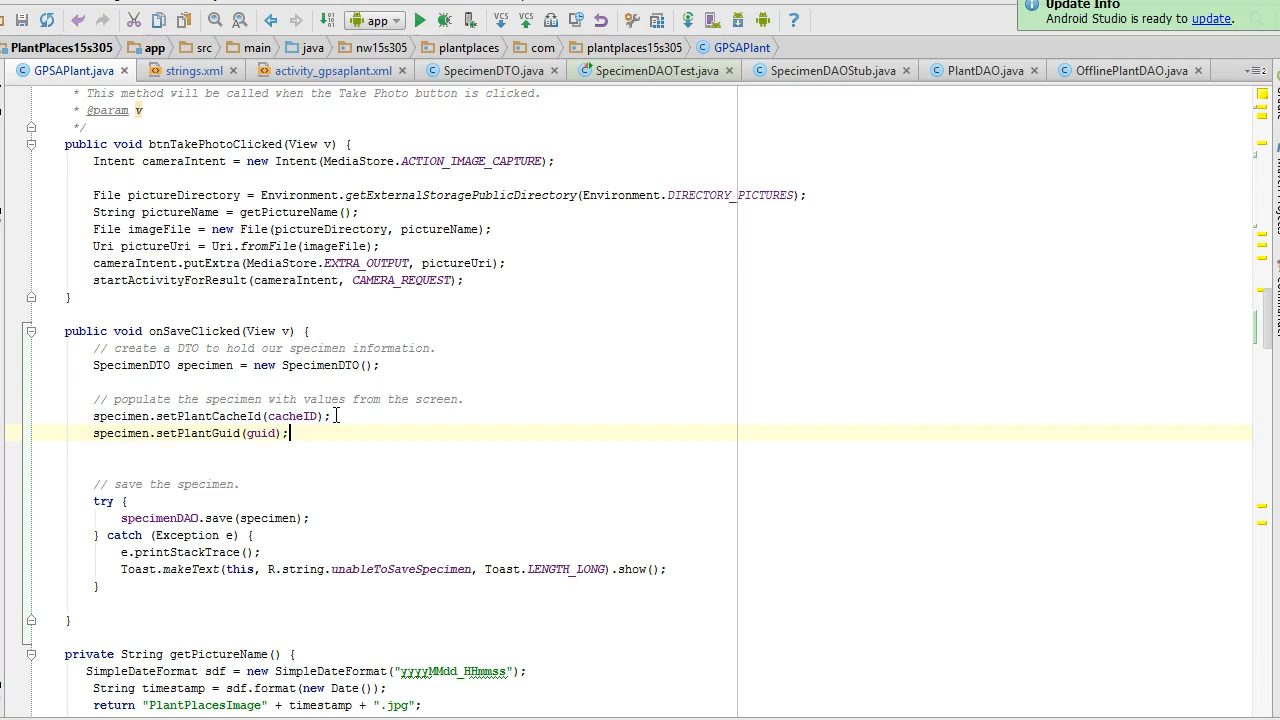 Update Info
Android Studio is ready to update.
app
PlantPlaces15s305 app src main java nw15s305 plantplaces com plantplaces15s305 GPSAPlant
GPSAPlant.java strings.xml activity_gpsaplant.xml SpecimenDTO.java SpecimenDAOTest.java SpecimenDAOStub.java PlantDAO.java OfflinePlantDAO.java
* This method will be called when the Take Photo button is clicked.
* @param v
*/
public void btnTakePhotoClicked(View v) {
Intent cameraIntent = new Intent(MediaStore.ACTION_IMAGE_CAPTURE);
File pictureDirectory = Environment.getExternalStoragePublicDirectory(Environment.DIRECTORY_PICTURES);
String pictureName = getPictureName();
File imageFile = new File(pictureDirectory, pictureName);
Uri pictureUri = Uri.fromFile(imageFile);
cameraIntent.putExtra(MediaStore.EXTRA_OUTPUT, pictureUri);
startActivityForResult(cameraIntent, CAMERA_REQUEST);
}
public void onSaveClicked(View v) {
// create a DTO to hold our specimen information.
SpecimenDTO specimen = new SpecimenDTO();
// populate the specimen with values from the screen.
specimen.setPlantCacheId(cacheID);
specimen.setPlantGuid(guid);
// save the specimen.
try {
specimenDAO.save(specimen);
} catch (Exception e) {
e.printStackTrace();
Toast.makeText(this, R.string.unableToSaveSpecimen, Toast.LENGTH_LONG).show();
}
}
private String getPictureName() {
SimpleDateFormat sdf = new SimpleDateFormat("yyyyMMdd_HHmmss");
String timestamp = sdf.format(new Date());
return "PlantPlacesImage" + timestamp + ".jpg";